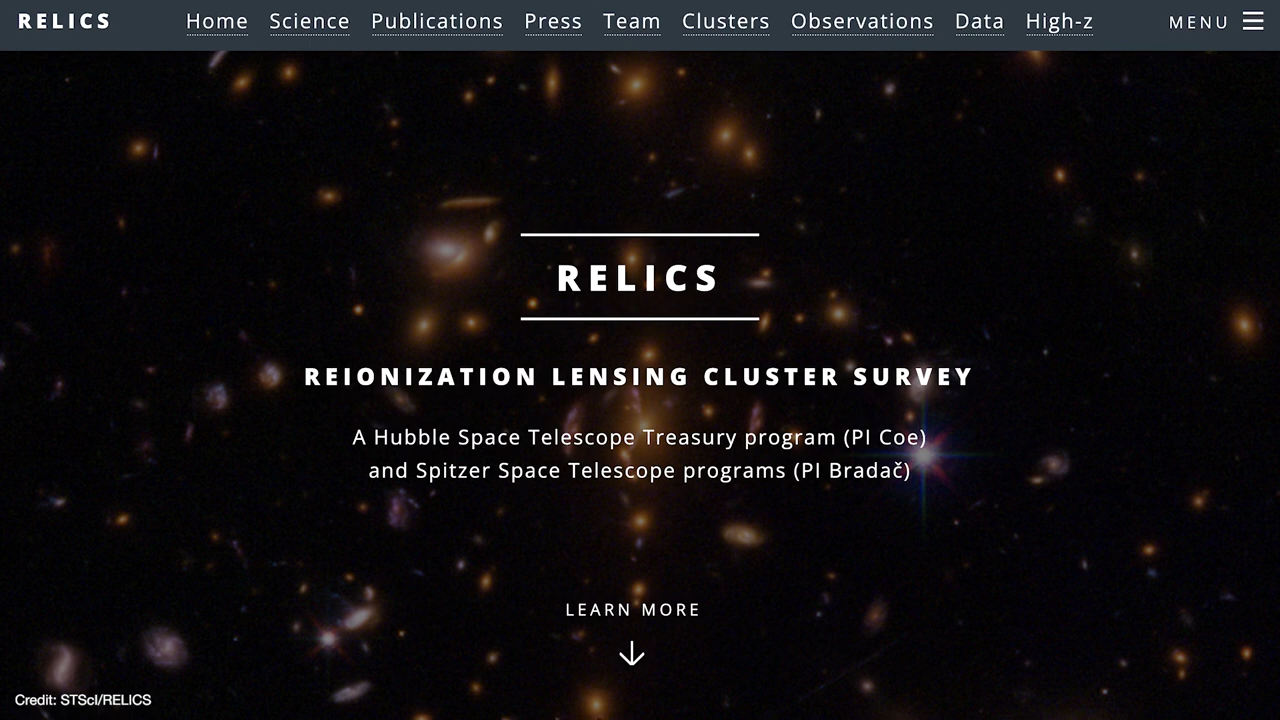 RELICS Home Science Publications Press Team Clusters Observations Data High-z MENU
RELICS
REIONIZATION LENSING CLUSTER SURVEY
A Hubble Space Telescope Treasury program (PI Coe)
and Spitzer Space Telescope programs (PI Bradač)
LEARN MORE
Credit: STScI/RELICS